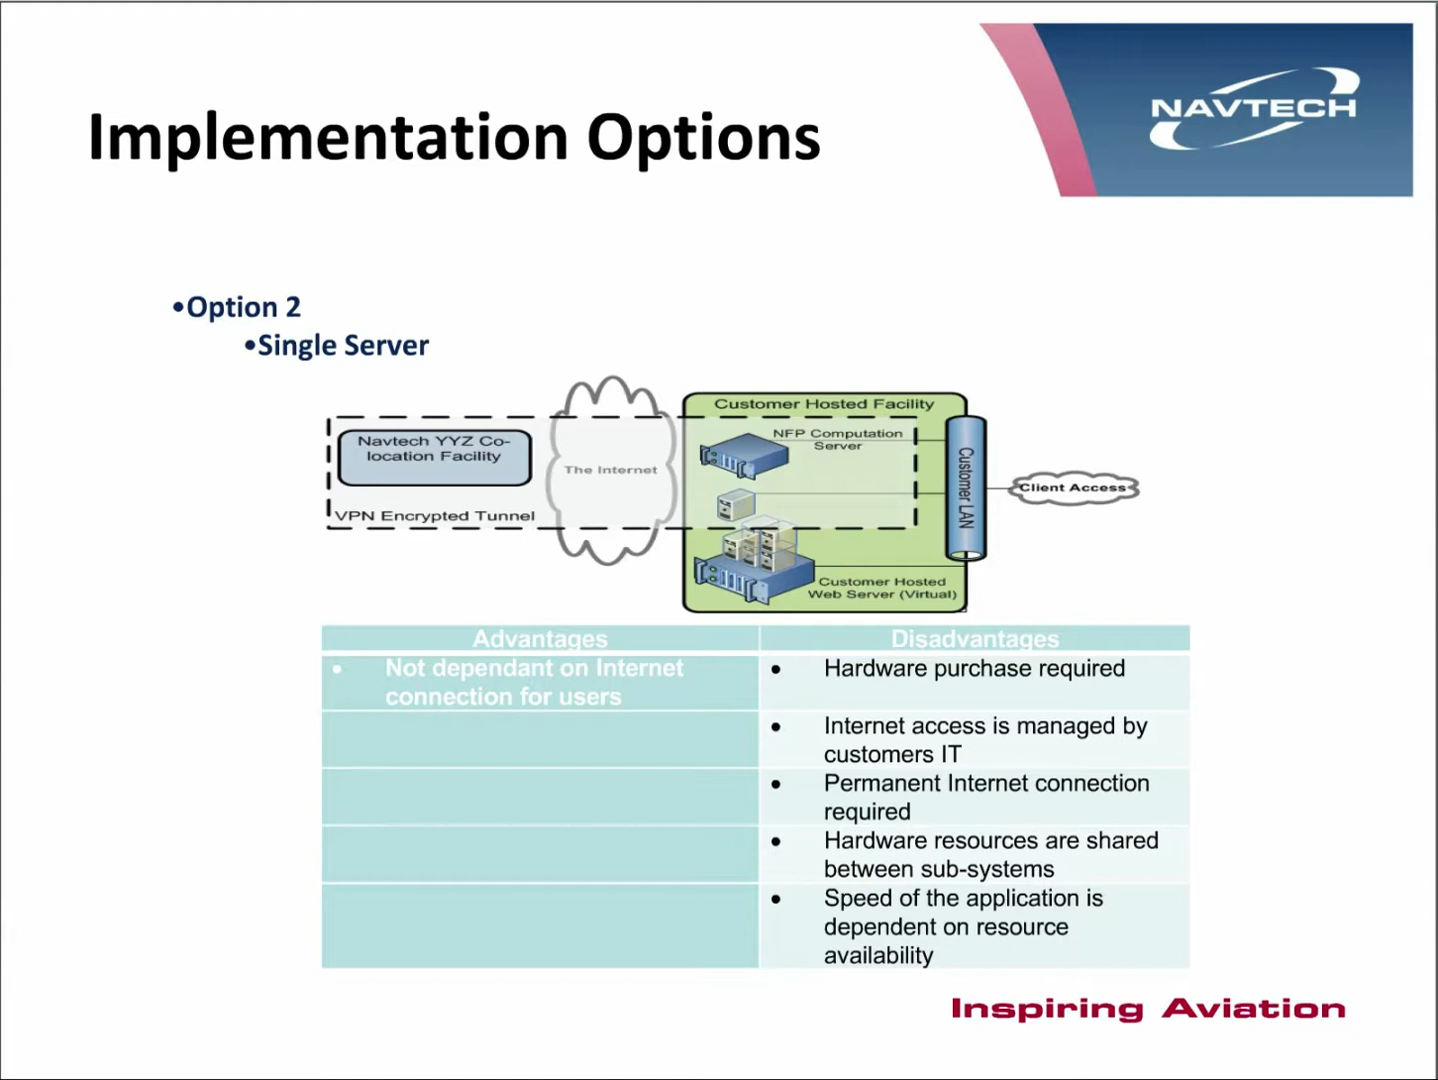 NAVTECH
Implementation Options
•Option 2
•Single Server
Customer Hosted Facility
Navtech YYZ Co-
location Facility
The Internet
NFP Computation
Server
Customer LAN
Client Access
VPN Encrypted Tunnel
Customer Hosted
Web Server (Virtual)
Advantages
Disadvantages
• Not dependant on Internet
connection for users
• Hardware purchase required
• Internet access is managed by
customers IT
• Permanent Internet connection
required
• Hardware resources are shared
between sub-systems
• Speed of the application is
dependent on resource
availability
Inspiring Aviation